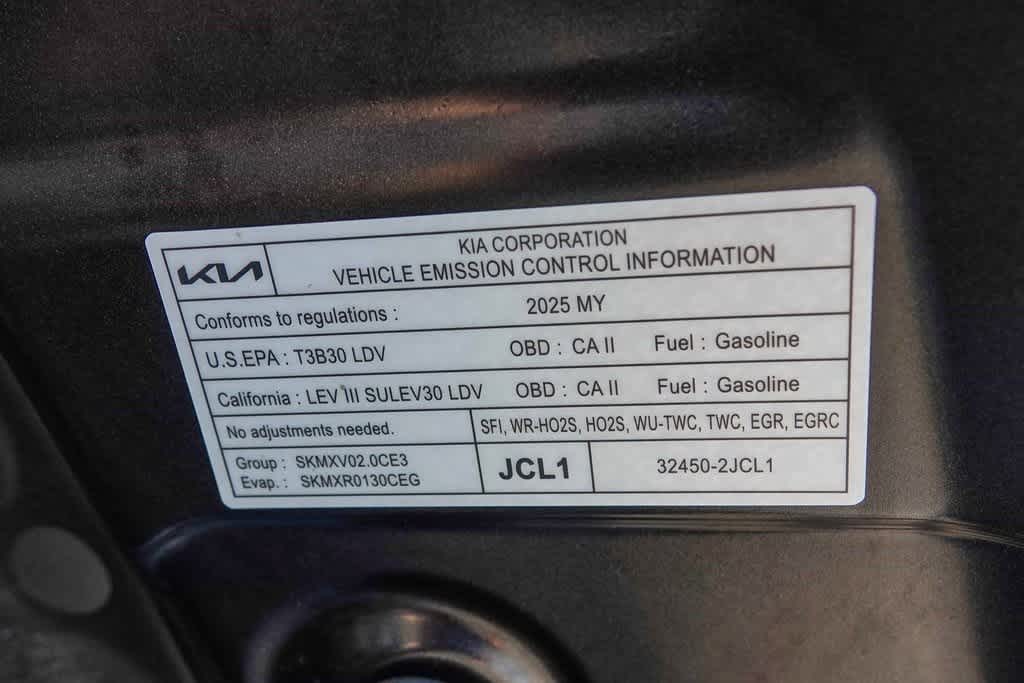 KIA
KIA CORPORATION
VEHICLE EMISSION CONTROL INFORMATION
Conforms to regulations : 2025 MY
U.S.EPA : T3B30 LDV OBD : CA II Fuel : Gasoline
California : LEV III SULEV30 LDV OBD : CA II Fuel : Gasoline
No adjustments needed. SFI, WR-HO2S, HO2S, WU-TWC, TWC, EGR, EGRC
Group : SKMXV02.0CE3
Evap. : SKMXR0130CEG
JCL1
32450-2JCL1